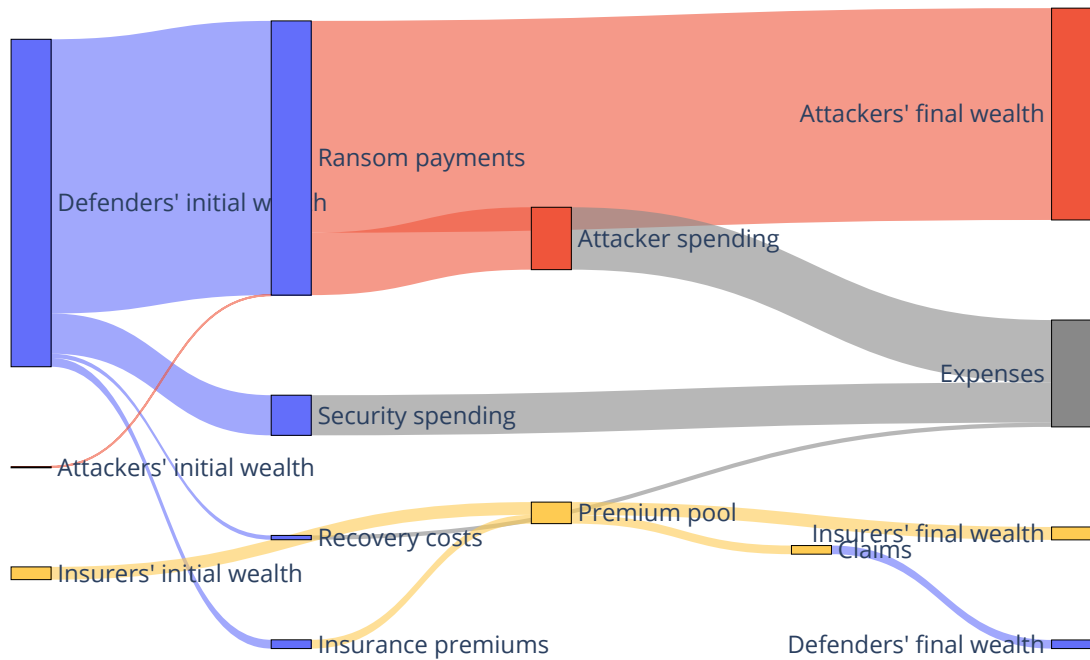 Attackers' final wealth
Ransom payments
Defenders' initial wealth
Attacker spending
Expenses
Security spending
Attackers' initial wealth
Premium pool
Insurers' final wealth
Recovery costs
Claims
Insurers' initial wealth
Insurance premiums
Defenders' final wealth